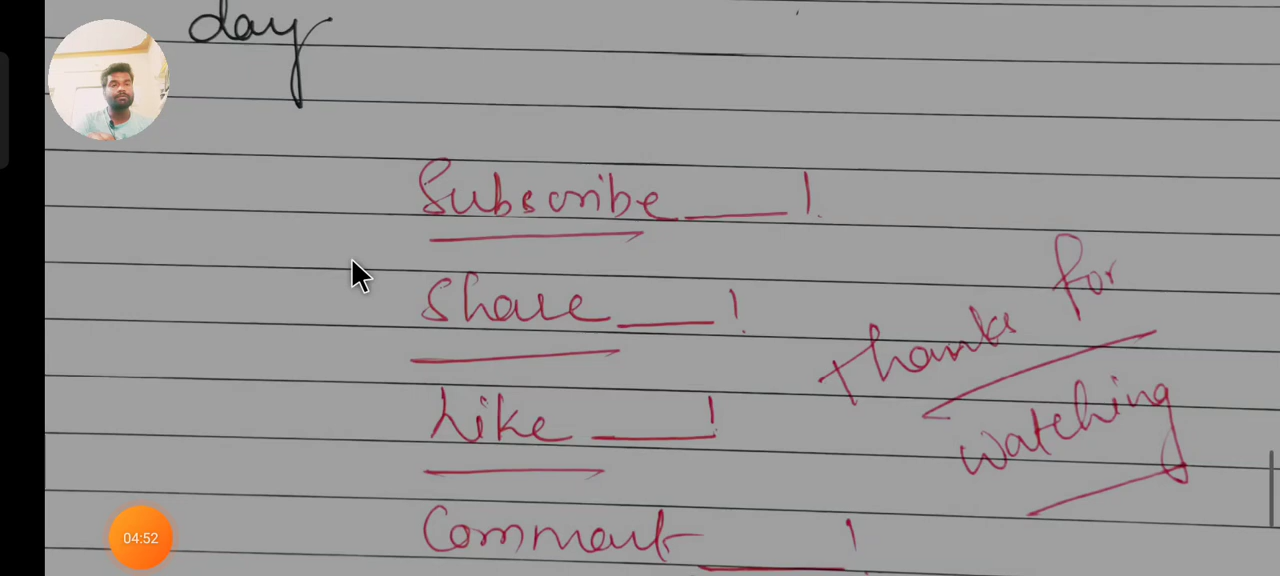 day
Subscribe ___!
Share ___!
Like ___!
Comment ___!
Thanks for
watching
04:52